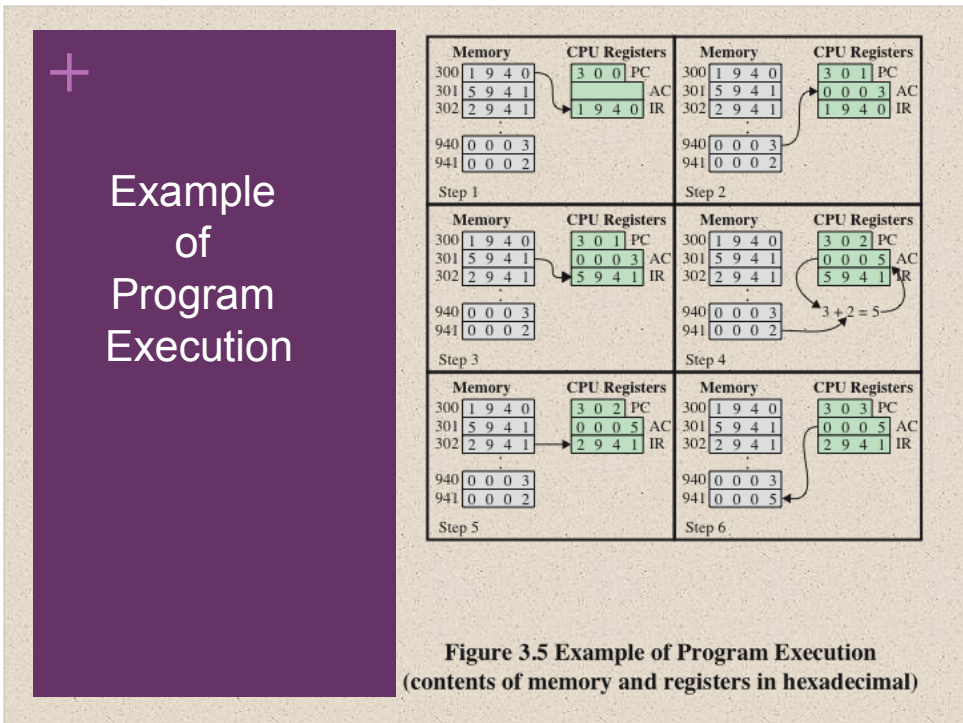 +
Example
of
Program
Execution
Memory CPU Registers
300 1 9 4 0 3 0 0 PC
301 5 9 4 1 AC
302 2 9 4 1 1 9 4 0 IR
940 0 0 0 3
941 0 0 0 2
Step 1
Memory CPU Registers
300 1 9 4 0 3 0 1 PC
301 5 9 4 1 0 0 0 3 AC
302 2 9 4 1 1 9 4 0 IR
940 0 0 0 3
941 0 0 0 2
Step 2
Memory CPU Registers
300 1 9 4 0 3 0 1 PC
301 5 9 4 1 0 0 0 3 AC
302 2 9 4 1 5 9 4 1 IR
940 0 0 0 3
941 0 0 0 2
Step 3
Memory CPU Registers
300 1 9 4 0 3 0 2 PC
301 5 9 4 1 0 0 0 5 AC
302 2 9 4 1 5 9 4 1 IR
940 0 0 0 3 3 + 2 = 5
941 0 0 0 2
Step 4
Memory CPU Registers
300 1 9 4 0 3 0 2 PC
301 5 9 4 1 0 0 0 5 AC
302 2 9 4 1 2 9 4 1 IR
940 0 0 0 3
941 0 0 0 2
Step 5
Memory CPU Registers
300 1 9 4 0 3 0 3 PC
301 5 9 4 1 0 0 0 5 AC
302 2 9 4 1 2 9 4 1 IR
940 0 0 0 3
941 0 0 0 5
Step 6
Figure 3.5 Example of Program Execution
(contents of memory and registers in hexadecimal)